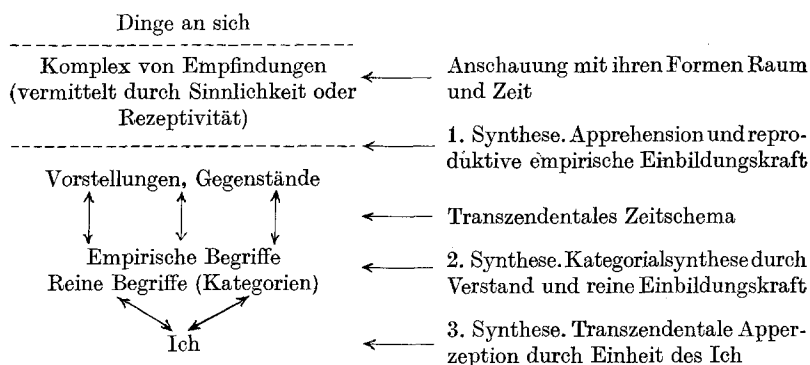 Dinge an sich
Komplex von Empfindungen
(vermittelt durch Sinnlichkeit oder
Rezeptivität)
Anschauung mit ihren Formen Raum
und Zeit
1. Synthese. Apprehension und repro-
duktive empirische Einbildungskraft
Vorstellungen, Gegenstände
Transzendentales Zeitschema
Empirische Begriffe
Reine Begriffe (Kategorien)
2. Synthese. Kategorialsynthese durch
Verstand und reine Einbildungskraft
Ich
3. Synthese. Transzendentale Apper-
zeption durch Einheit des Ich